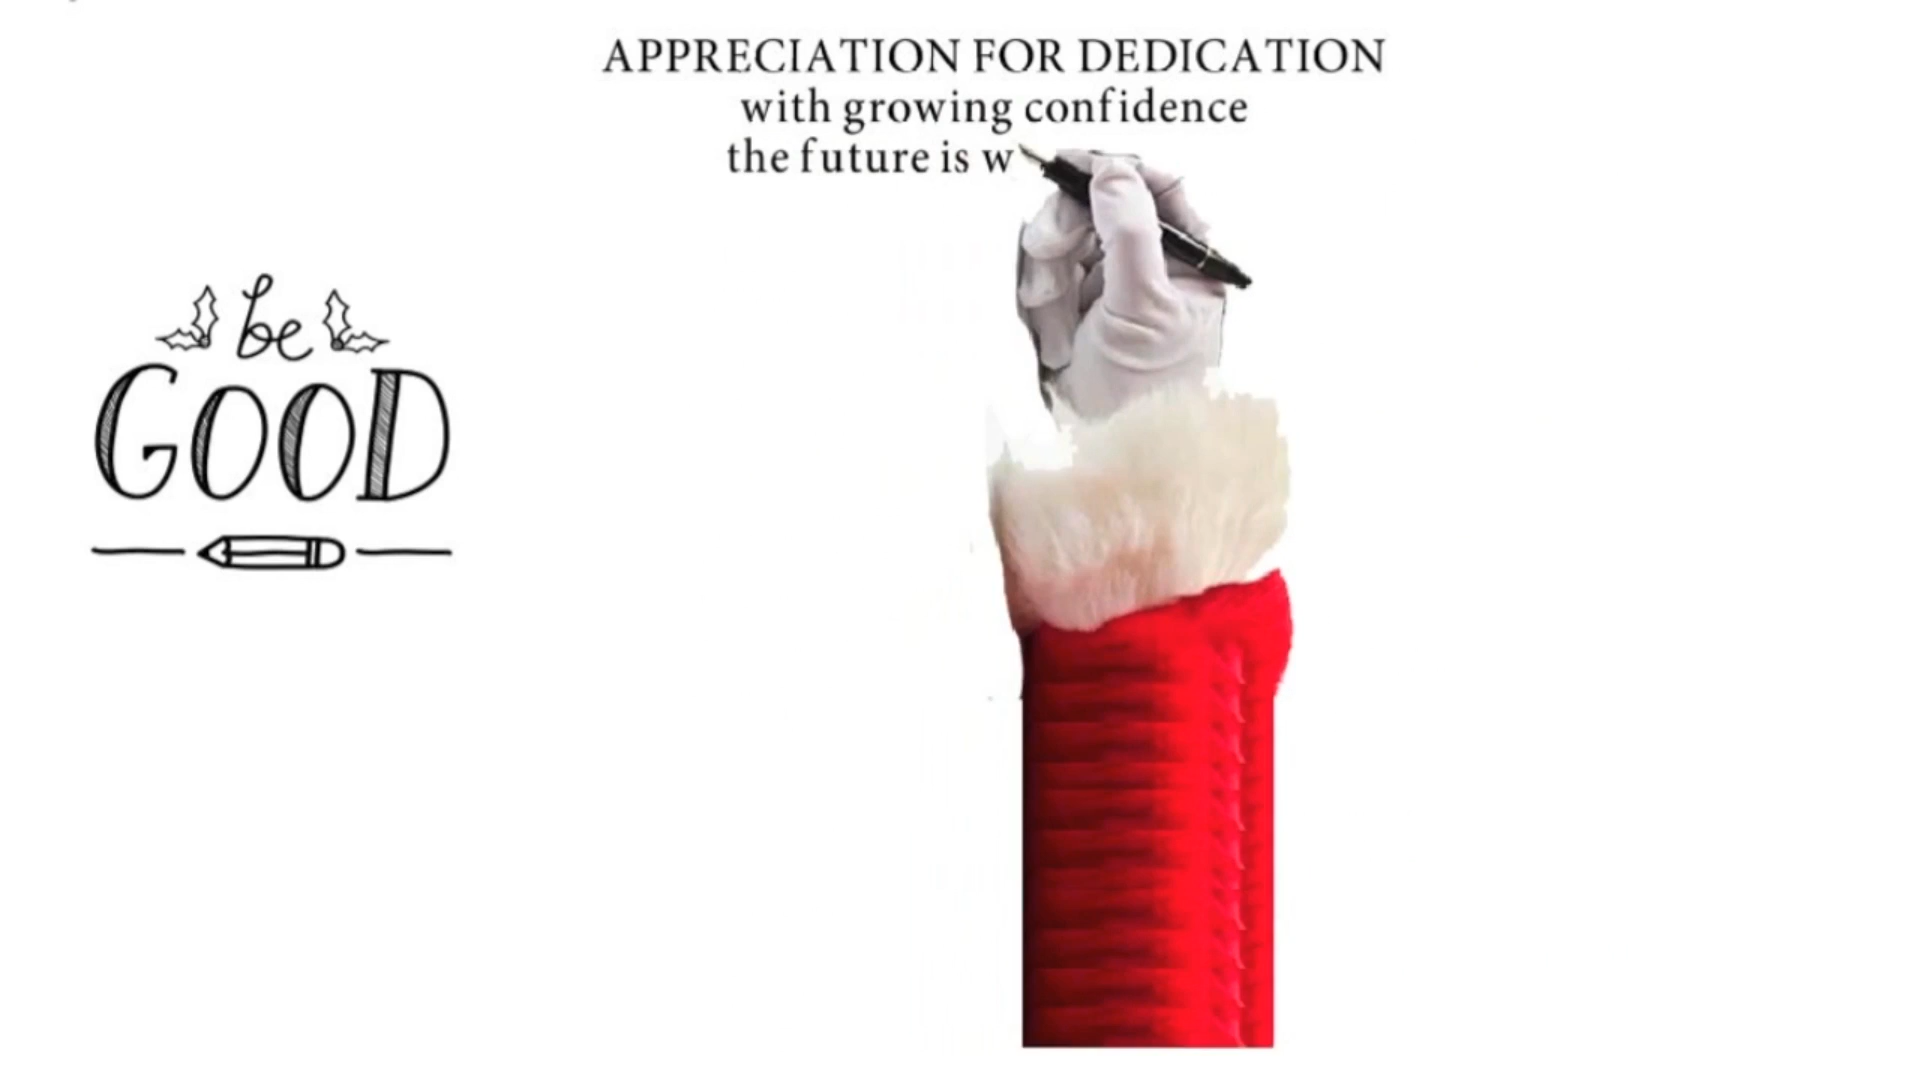 APPRECIATION FOR DEDICATION
with growing confidence
the future is w
be
GOOD